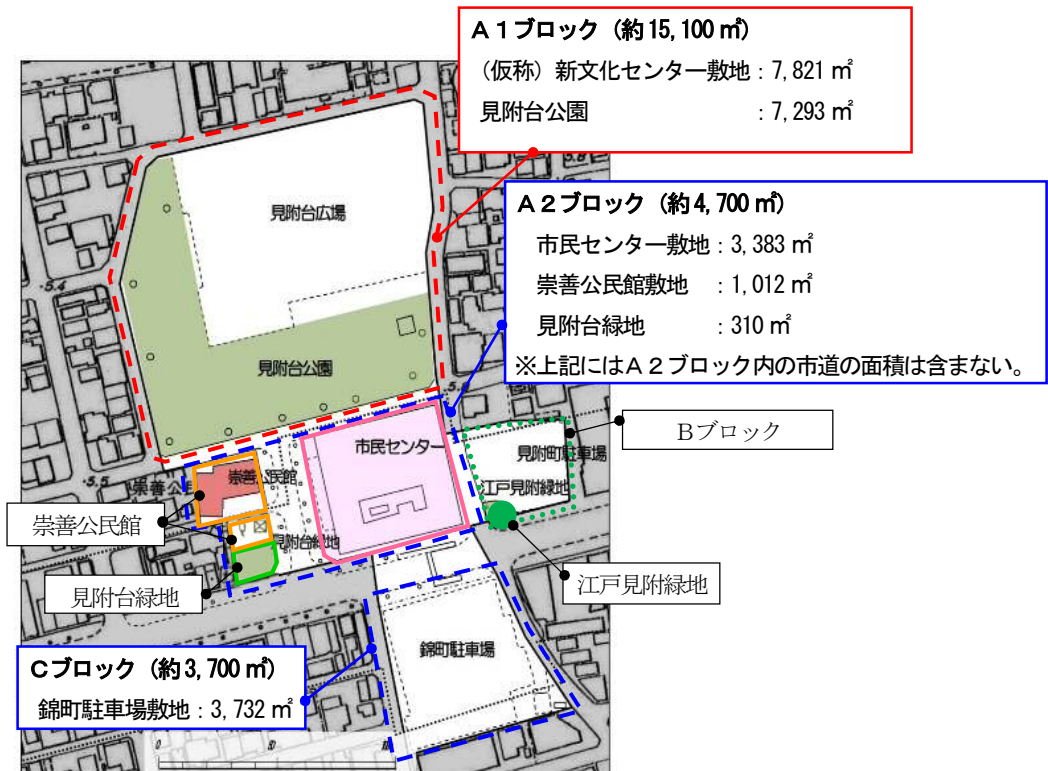 A1ブロック（約15,100㎡）
（仮称）新文化センター敷地：7,821㎡
見附台公園：7,293㎡
A2ブロック（約4,700㎡）
市民センター敷地：3,383㎡
崇善公民館敷地：1,012㎡
見附台緑地：310㎡
※上記にはA2ブロック内の市道の面積は含まない。
見附台広場
5.4
見附台公園
市民センター
Bブロック
見附町駐車場
5.5
崇善公民館
江戸見附緑地
崇善公民館
見附台緑地
見附台緑地
江戸見附緑地
錦町駐車場
Cブロック（約3,700㎡）
錦町駐車場敷地：3,732㎡
0